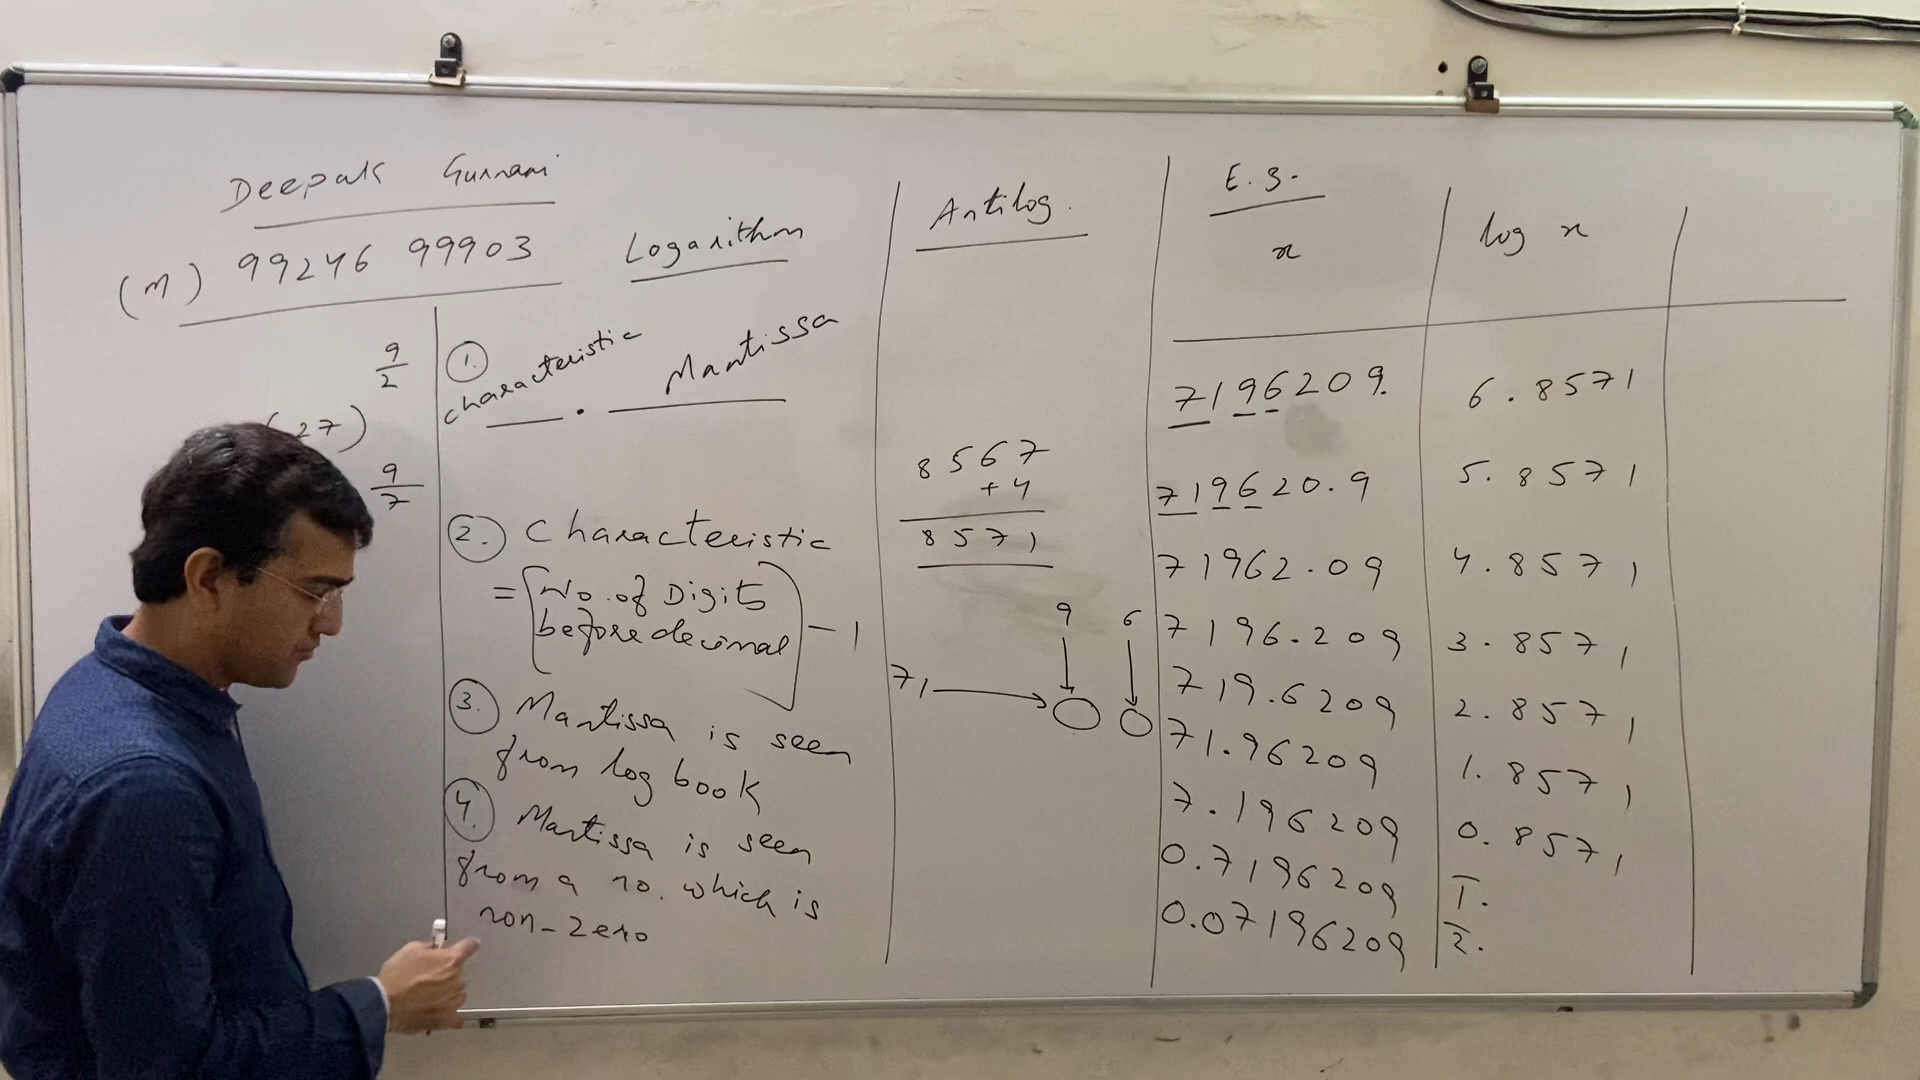 Deepak Gurnani
(M) 99246 99903
Logarithm
9
2
27)
9
7
1.
characteristic . Mantissa
2. Characteristic
= [No. of Digits
before decimal] - 1
3. Mantissa is seen
from log book
4. Mantissa is seen
from a no. which is
non-zero
Antilog.
8567
+4
8571
9 6
71
E.g.
x log x
7196209. 6.8571
719620.9 5.8571
71962.09 4.8571
7196.209 3.8571
719.6209 2.8571
71.96209 1.8571
7.196209 0.8571
0.7196209 1̅.
0.07196209 2̅.